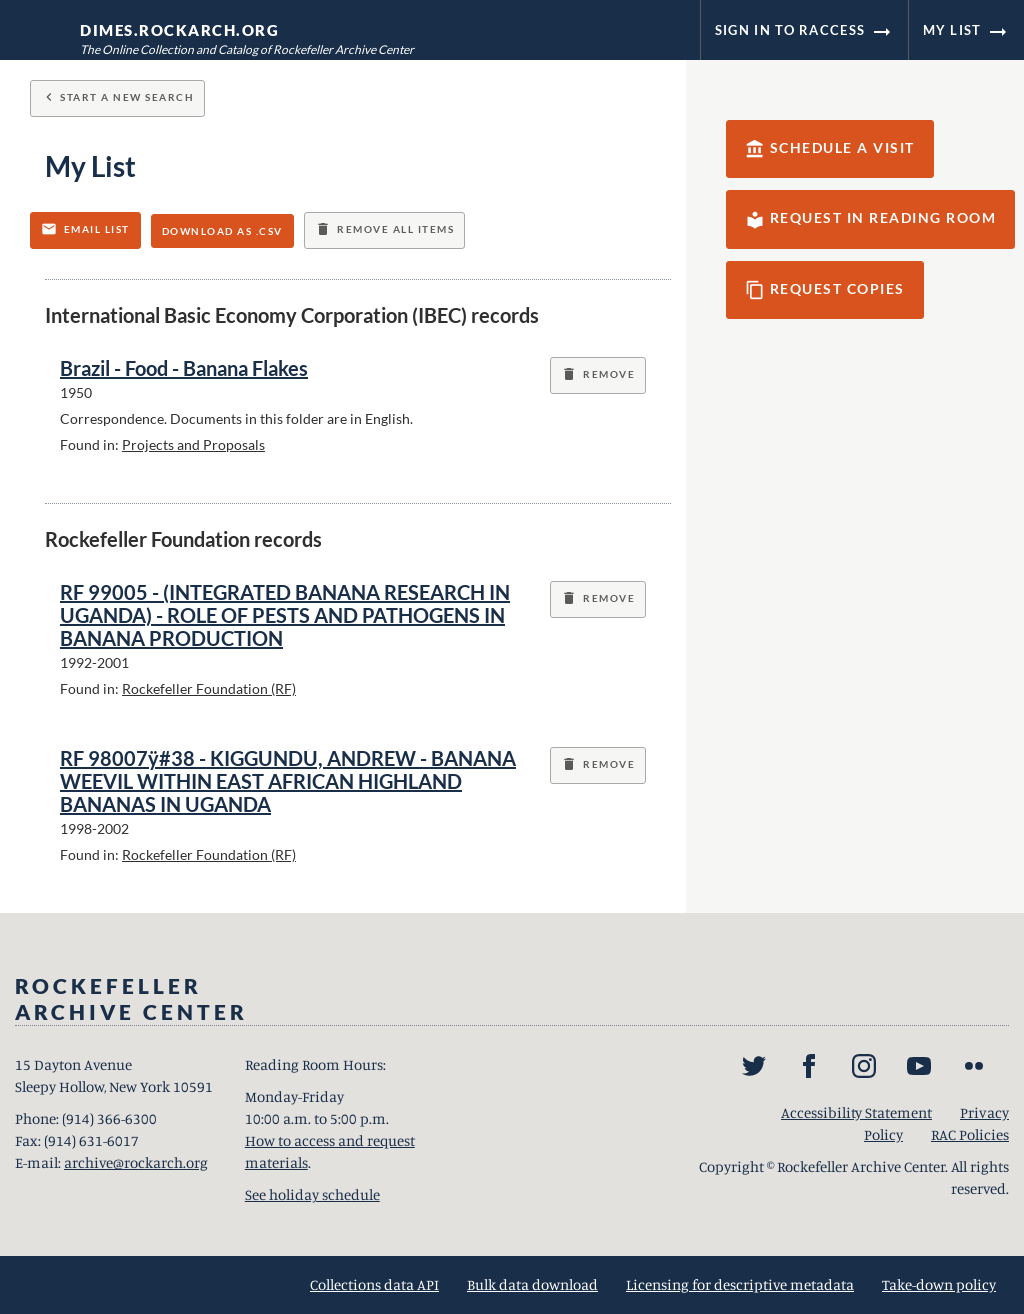 DIMES.ROCKARCH.ORG
The Online Collection and Catalog of Rockefeller Archive Center
SIGN IN TO RACCESS
MY LIST
START A NEW SEARCH
My List
EMAIL LIST
DOWNLOAD AS .CSV
REMOVE ALL ITEMS
SCHEDULE A VISIT
REQUEST IN READING ROOM
REQUEST COPIES
International Basic Economy Corporation (IBEC) records
Brazil - Food - Banana Flakes
REMOVE
1950
Correspondence. Documents in this folder are in English.
Found in: Projects and Proposals
Rockefeller Foundation records
RF 99005 - (INTEGRATED BANANA RESEARCH IN
UGANDA) - ROLE OF PESTS AND PATHOGENS IN
BANANA PRODUCTION
REMOVE
1992-2001
Found in: Rockefeller Foundation (RF)
RF 98007ÿ#38 - KIGGUNDU, ANDREW - BANANA
WEEVIL WITHIN EAST AFRICAN HIGHLAND
BANANAS IN UGANDA
REMOVE
1998-2002
Found in: Rockefeller Foundation (RF)
ROCKEFELLER
ARCHIVE CENTER
15 Dayton Avenue
Sleepy Hollow, New York 10591
Phone: (914) 366-6300
Fax: (914) 631-6017
E-mail: archive@rockarch.org
Reading Room Hours:
Monday-Friday
10:00 a.m. to 5:00 p.m.
How to access and request
materials.
See holiday schedule
Accessibility Statement Privacy
Policy RAC Policies
Copyright © Rockefeller Archive Center. All rights
reserved.
Collections data API Bulk data download Licensing for descriptive metadata Take-down policy